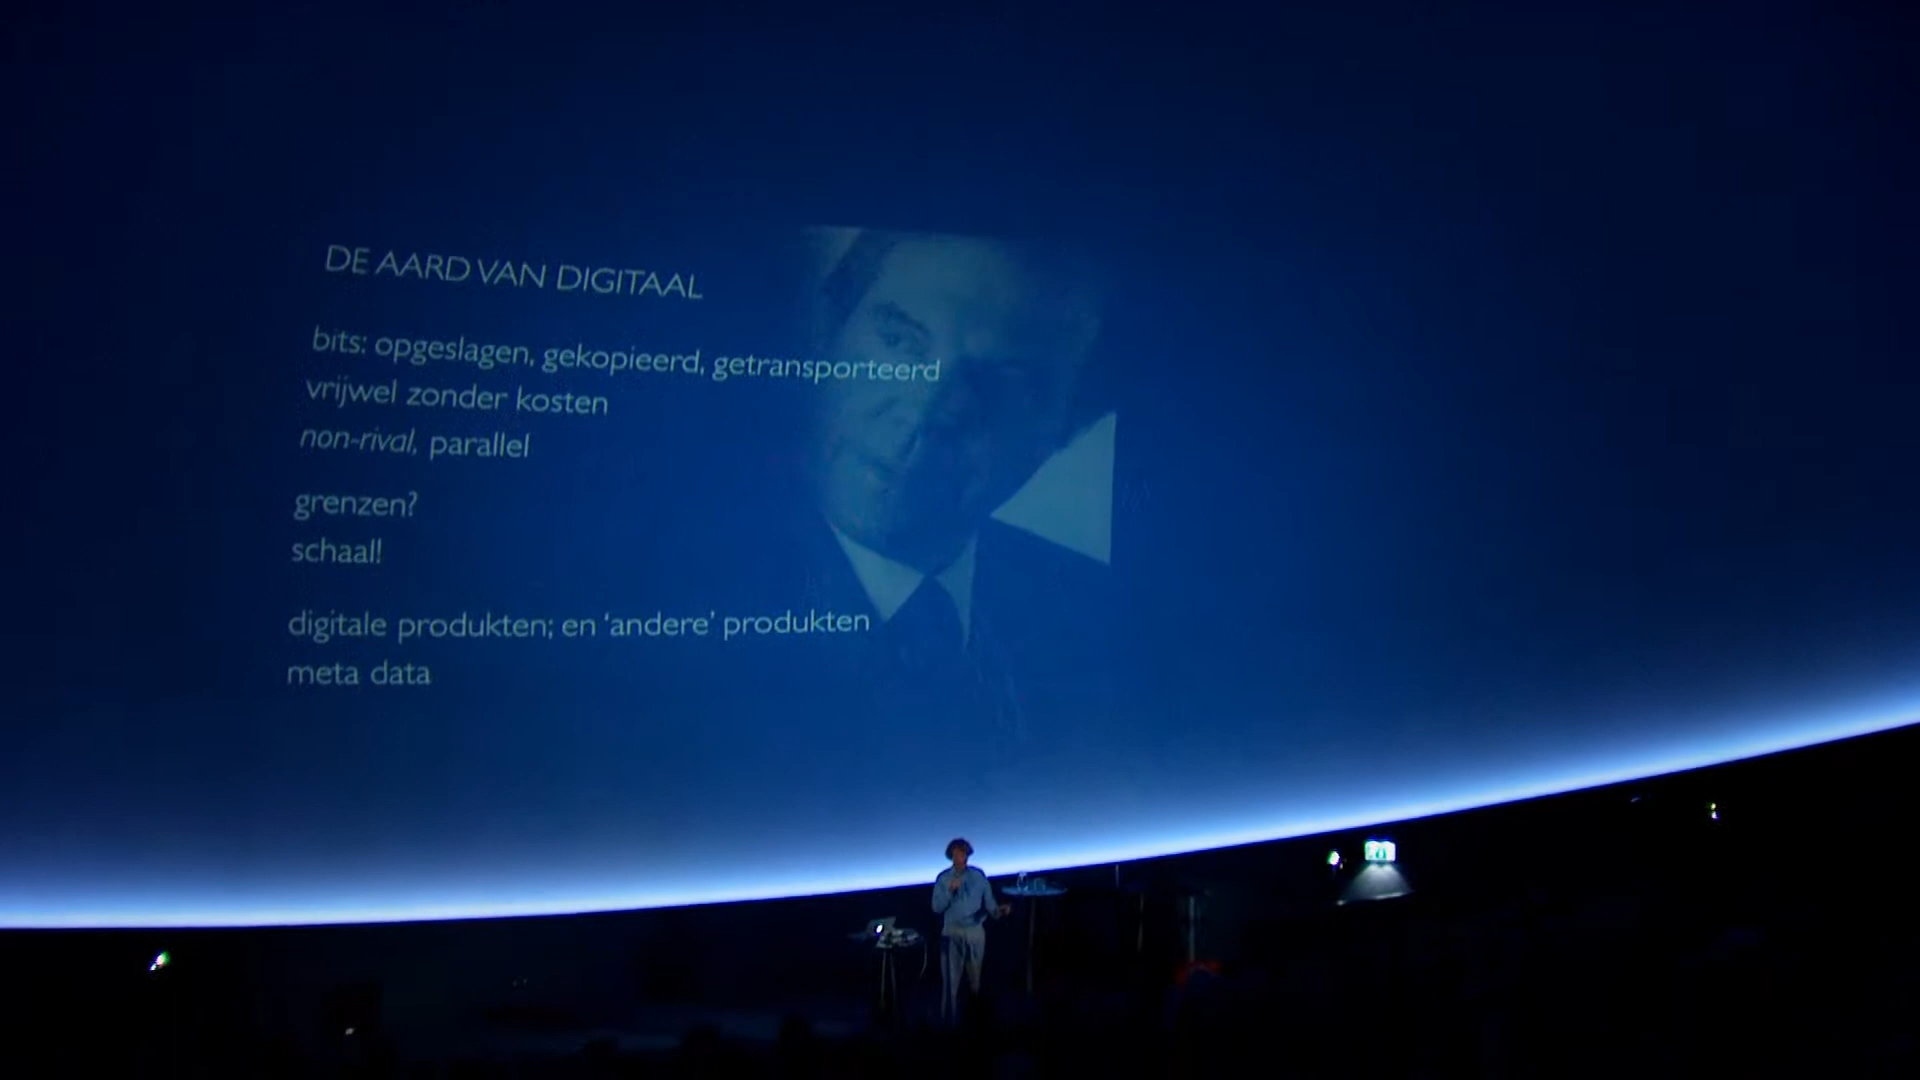 DE AARD VAN DIGITAAL
bits: opgeslagen, gekopieerd, getransporteerd
vrijwel zonder kosten
non-rival, parallel
grenzen?
schaal!
digitale produkten; en ‘andere’ produkten
meta data